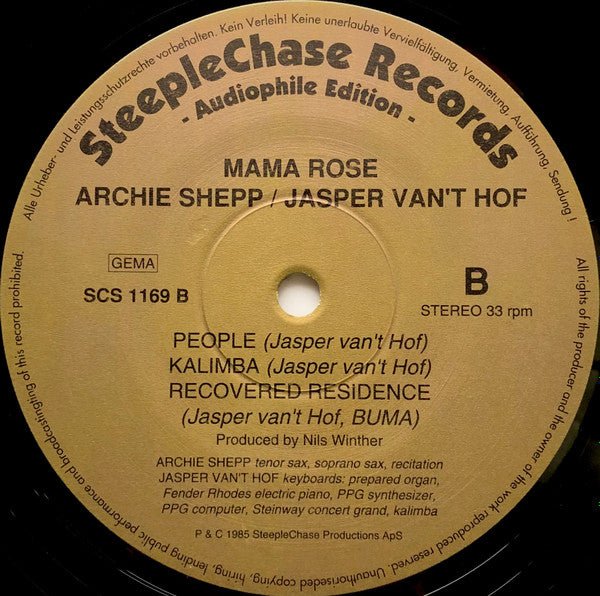 Alle Urheber- und Leistungsschutzrechte vorbehalten. Kein Verleih! Keine unerlaubte Vervielfältigung, Vermietung, Aufführung, Sendung !
SteepleChase Records
- Audiophile Edition -
MAMA ROSE
ARCHIE SHEPP / JASPER VAN'T HOF
GEMA
SCS 1169 B
B
STEREO 33 rpm
PEOPLE (Jasper van't Hof)
KALIMBA (Jasper van't Hof)
RECOVERED RESIDENCE
(Jasper van't Hof, BUMA)
Produced by Nils Winther
ARCHIE SHEPP tenor sax, soprano sax, recitation
JASPER VAN'T HOF keyboards: prepared organ,
Fender Rhodes electric piano, PPG synthesizer,
PPG computer, Steinway concert grand, kalimba
P & C 1985 SteepleChase Productions ApS
All rights of the producer and the owner of the work reproduced reserved. Unauthoriseded copying, hiring, lending public performance and broadcasting of this record prohibited.